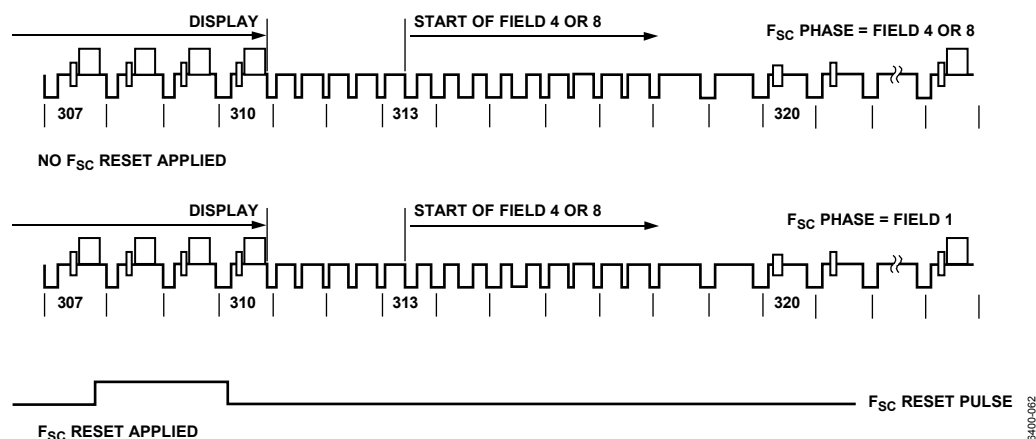 DISPLAY
START OF FIELD 4 OR 8
FSC PHASE = FIELD 4 OR 8
307
310
313
320
NO FSC RESET APPLIED
DISPLAY
START OF FIELD 4 OR 8
FSC PHASE = FIELD 1
307
310
313
320
FSC RESET PULSE
FSC RESET APPLIED